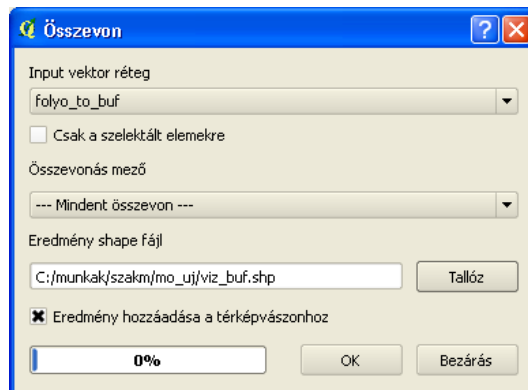 Összevon
Input vektor réteg
folyo_to_buf
Csak a szelektált elemekre
Összevonás mező
--- Mindent összevon ---
Eredmény shape fájl
C:/munkak/szakm/mo_uj/viz_buf.shp
Tallóz
Eredmény hozzáadása a térképvászonhoz
0%
OK
Bezárás